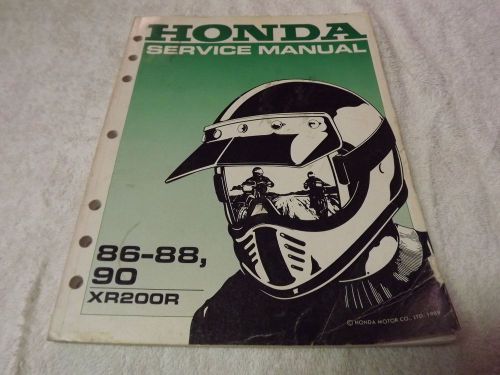 HONDA
SERVICE MANUAL
86-88,
90
XR200R
© HONDA MOTOR CO., LTD. 1989